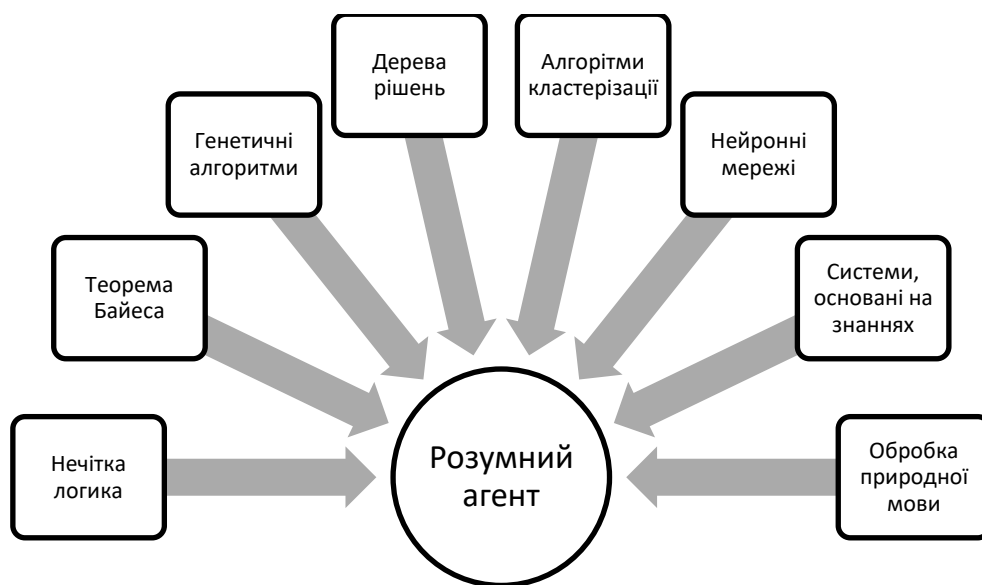 Дерева
рішень
Алгорітми
кластерізації
Генетичні
алгоритми
Нейронні
мережі
Теорема
Байеса
Системи,
основані на
знаннях
Нечітка
логика
Розумний
агент
Обробка
природної
мови